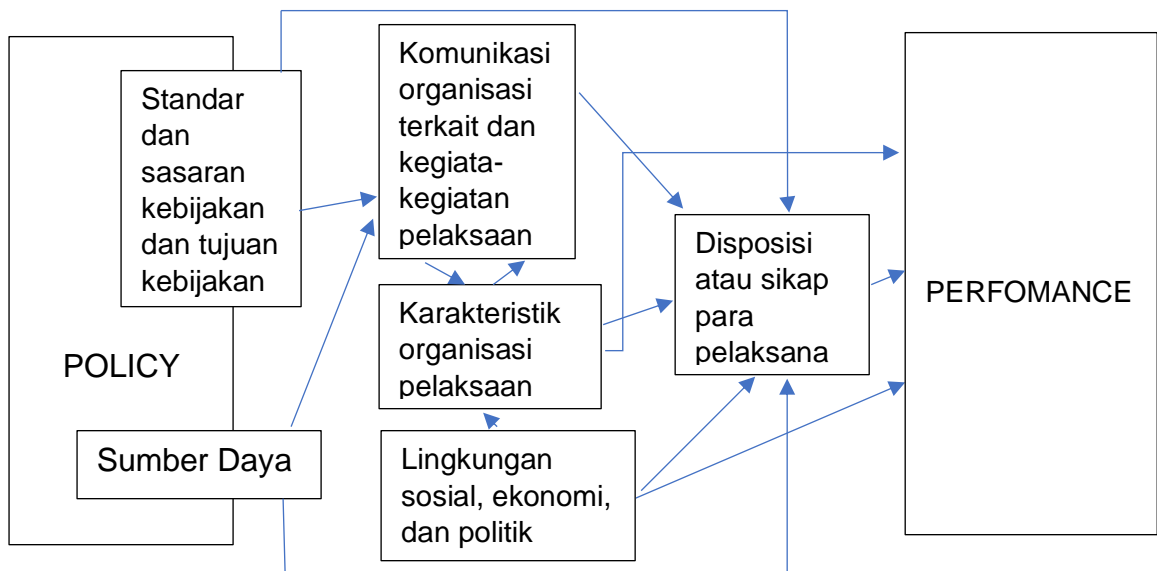 Standar
dan
sasaran
kebijakan
dan tujuan
kebijakan
POLICY
Sumber Daya
Komunikasi
organisasi
terkait dan
kegiata-
kegiatan
pelaksaan
Karakteristik
organisasi
pelaksaan
Lingkungan
sosial, ekonomi,
dan politik
Disposisi
atau sikap
para
pelaksana
PERFOMANCE